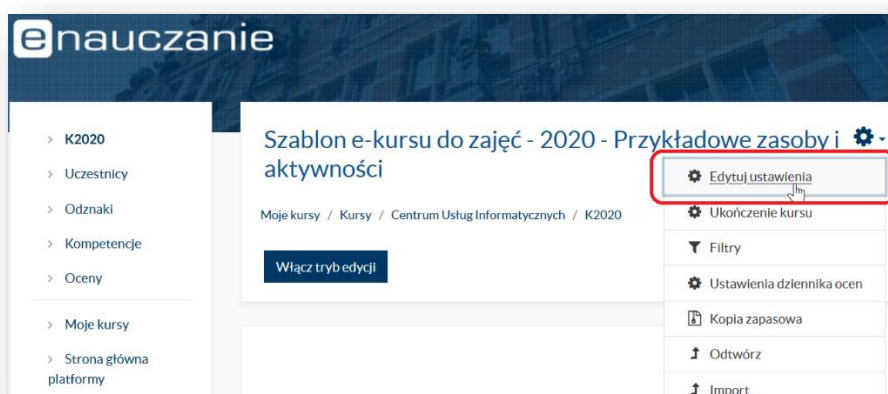 enauczanie
K2020
Uczestnicy
Odznaki
Kompetencje
Oceny
Moje kursy
Strona główna
platformy
Szablon e-kursu do zajęć - 2020 - Przykładowe zasoby i
aktywności
Moje kursy / Kursy / Centrum Usług Informatycznych / K2020
Włącz tryb edycji
Edytuj ustawienia
Ukończenie kursu
Filtry
Ustawienia dziennika ocen
Kopia zapasowa
Odtwórz
Import